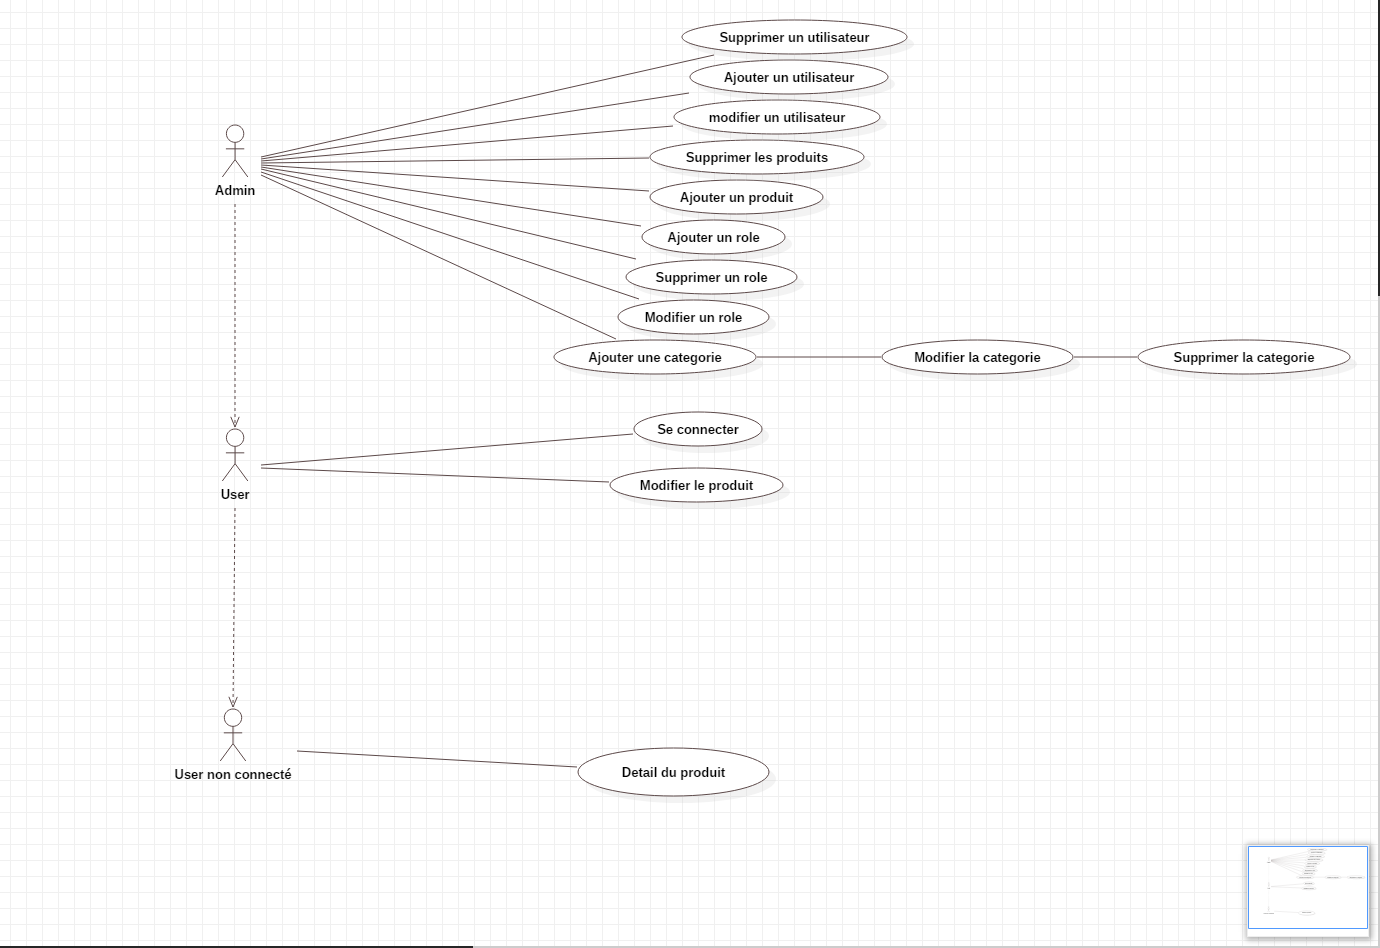 Supprimer un utilisateur
Ajouter un utilisateur
modifier un utilisateur
Supprimer les produits
Admin
Ajouter un produit
Ajouter un role
Supprimer un role
Modifier un role
Ajouter une categorie
Modifier la categorie
Supprimer la categorie
Se connecter
Modifier le produit
User
Detail du produit
User non connecté